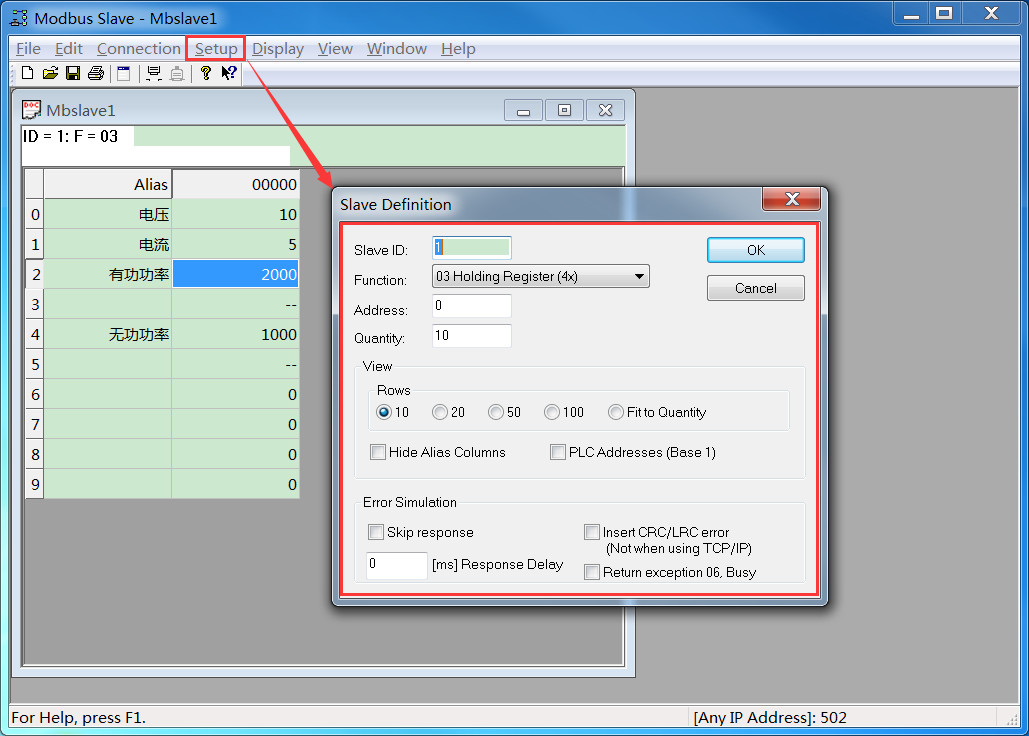 Modbus Slave - Mbslave1
File Edit Connection Setup Display View Window Help
Mbslave1
ID = 1: F = 03
Alias 00000
0 电压 10
1 电流 5
2 有功功率 2000
3 --
4 无功功率 1000
5 --
6 0
7 0
8 0
9 0
Slave Definition
Slave ID: 1 OK
Function: 03 Holding Register (4x) Cancel
Address: 0
Quantity: 10
View
Rows
10 20 50 100 Fit to Quantity
Hide Alias Columns PLC Addresses (Base 1)
Error Simulation
Skip response Insert CRC/LRC error
(Not when using TCP/IP)
0 [ms] Response Delay
Return exception 06, Busy
For Help, press F1. [Any IP Address]: 502